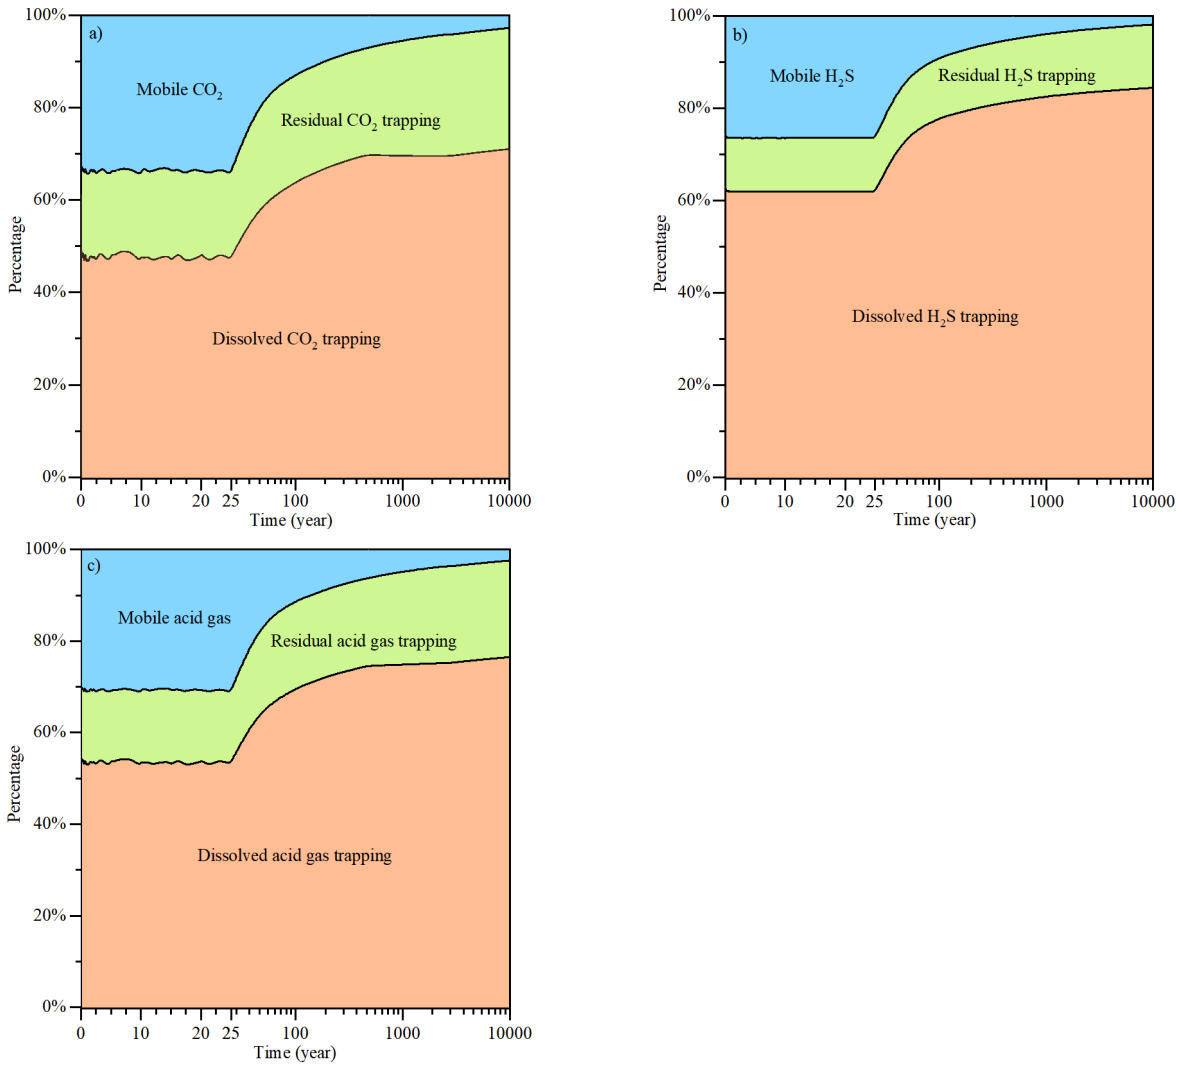 100%
a)
Mobile CO2
80%
Residual CO2 trapping
60%
Percentage
40%
Dissolved CO2 trapping
20%
0%
0 10 20 25 100 1000 10000
Time (year)
100%
b)
Mobile H2S
Residual H2S trapping
80%
60%
Percentage
40%
Dissolved H2S trapping
20%
0%
0 10 20 25 100 1000 10000
Time (year)
100%
c)
Mobile acid gas
80%
Residual acid gas trapping
60%
Percentage
40%
Dissolved acid gas trapping
20%
0%
0 10 20 25 100 1000 10000
Time (year)